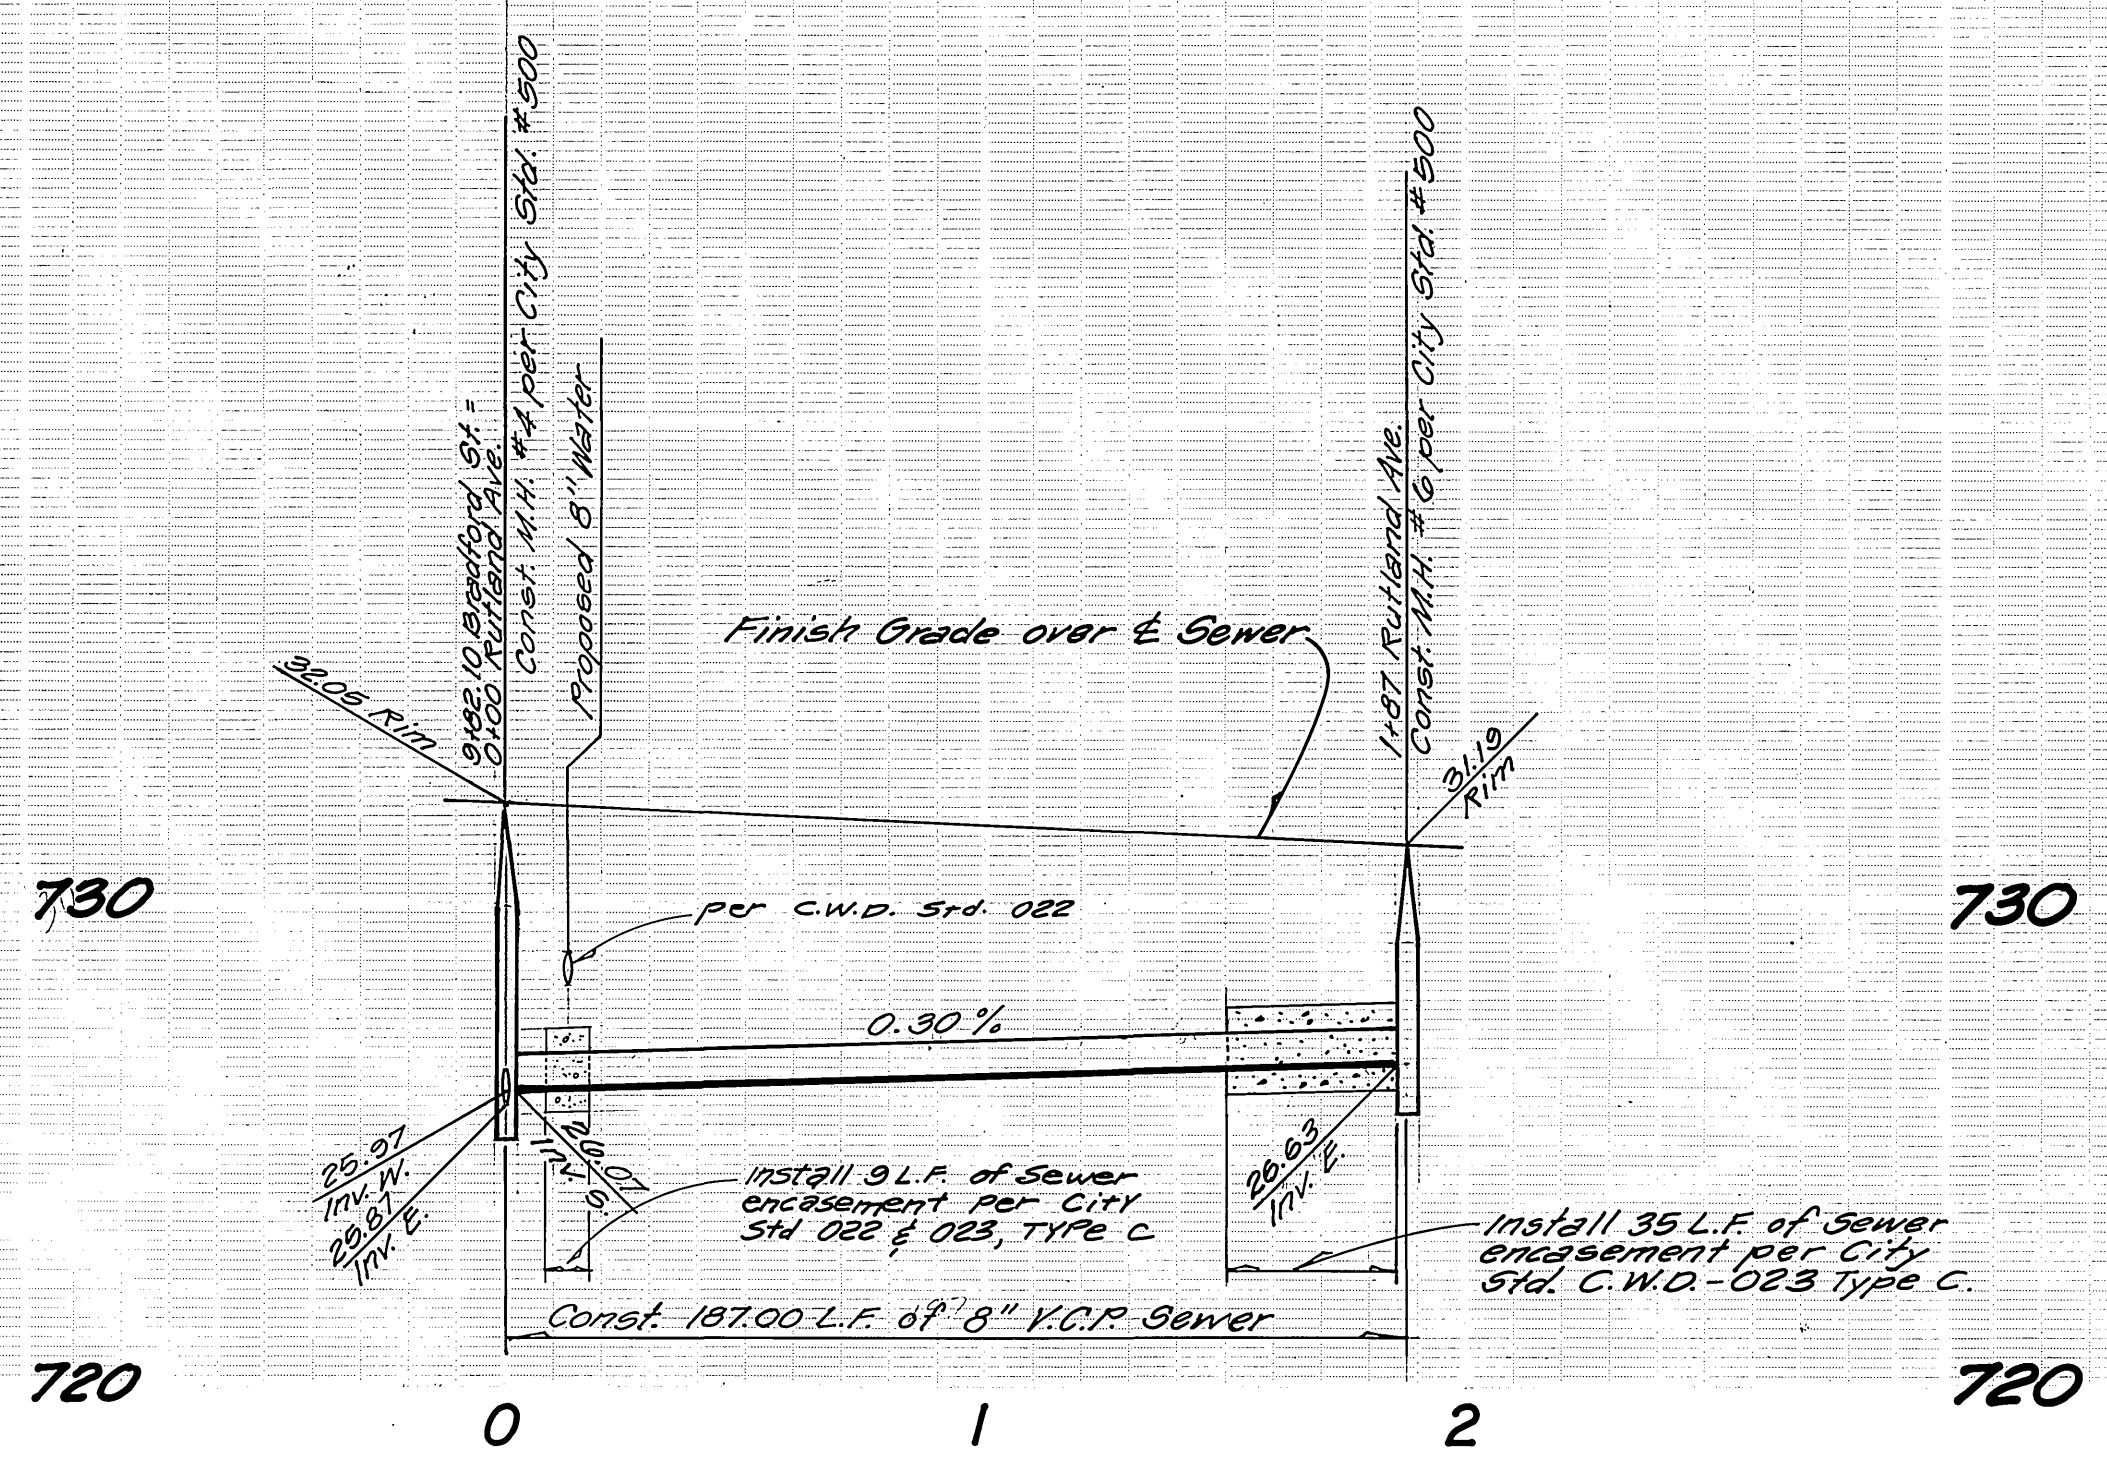 9+82.10 Bradford St. =
0+00 Rutland Ave.
Const. M.H. #4 per City Std. #500
Proposed 8" Water
1+87 Rutland Ave.
Const. M.H. #6 per City Std. #500
Finish Grade over ℄ Sewer
32.05 Rim
31.19
Rim
730
730
per C.W.D. Std. 022
0.30 %
25.97
Inv. W.
25.87
Inv. E.
26.07
Inv. S.
26.63
Inv. E.
Install 9 L.F. of Sewer
encasement per City
Std 022 & 023, Type C
Install 35 L.F. of Sewer
encasement per City
Std. C.W.D.-023 Type C.
Const. 187.00 L.F. of 8" V.C.P. Sewer
720
720
0
1
2